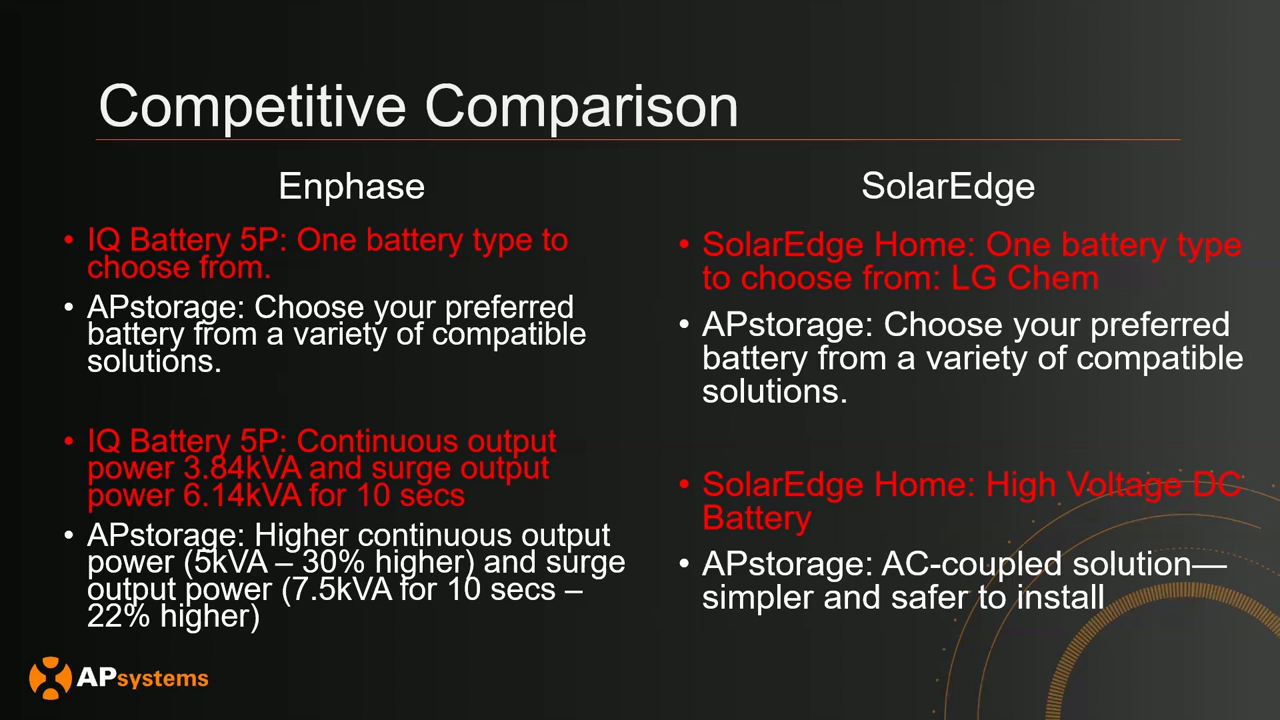 Competitive Comparison
Enphase
• IQ Battery 5P: One battery type to
choose from.
• APstorage: Choose your preferred
battery from a variety of compatible
solutions.
• IQ Battery 5P: Continuous output
power 3.84kVA and surge output
power 6.14kVA for 10 secs
• APstorage: Higher continuous output
power (5kVA – 30% higher) and surge
output power (7.5kVA for 10 secs –
22% higher)
SolarEdge
• SolarEdge Home: One battery type
to choose from: LG Chem
• APstorage: Choose your preferred
battery from a variety of compatible
solutions.
• SolarEdge Home: High Voltage DC
Battery
• APstorage: AC-coupled solution—
simpler and safer to install
APsystems